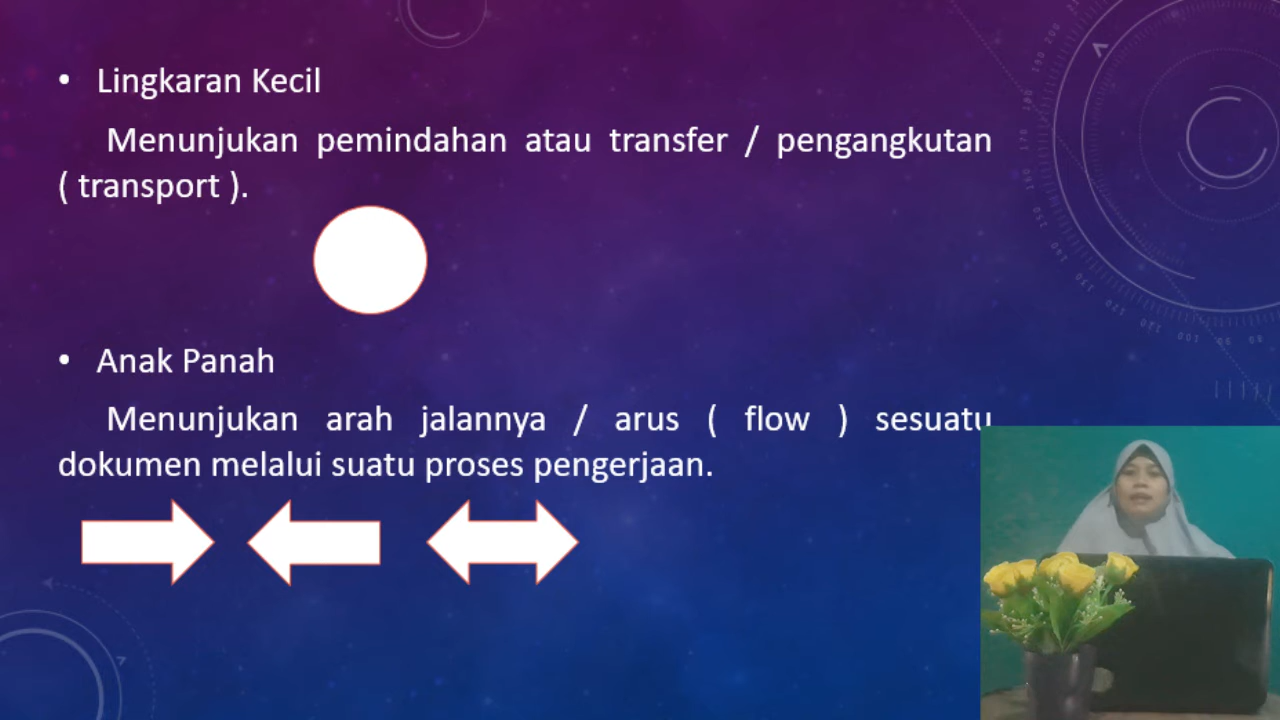 • Lingkaran Kecil
Menunjukan pemindahan atau transfer / pengangkutan
( transport ).
• Anak Panah
Menunjukan arah jalannya / arus ( flow ) sesuatu
dokumen melalui suatu proses pengerjaan.